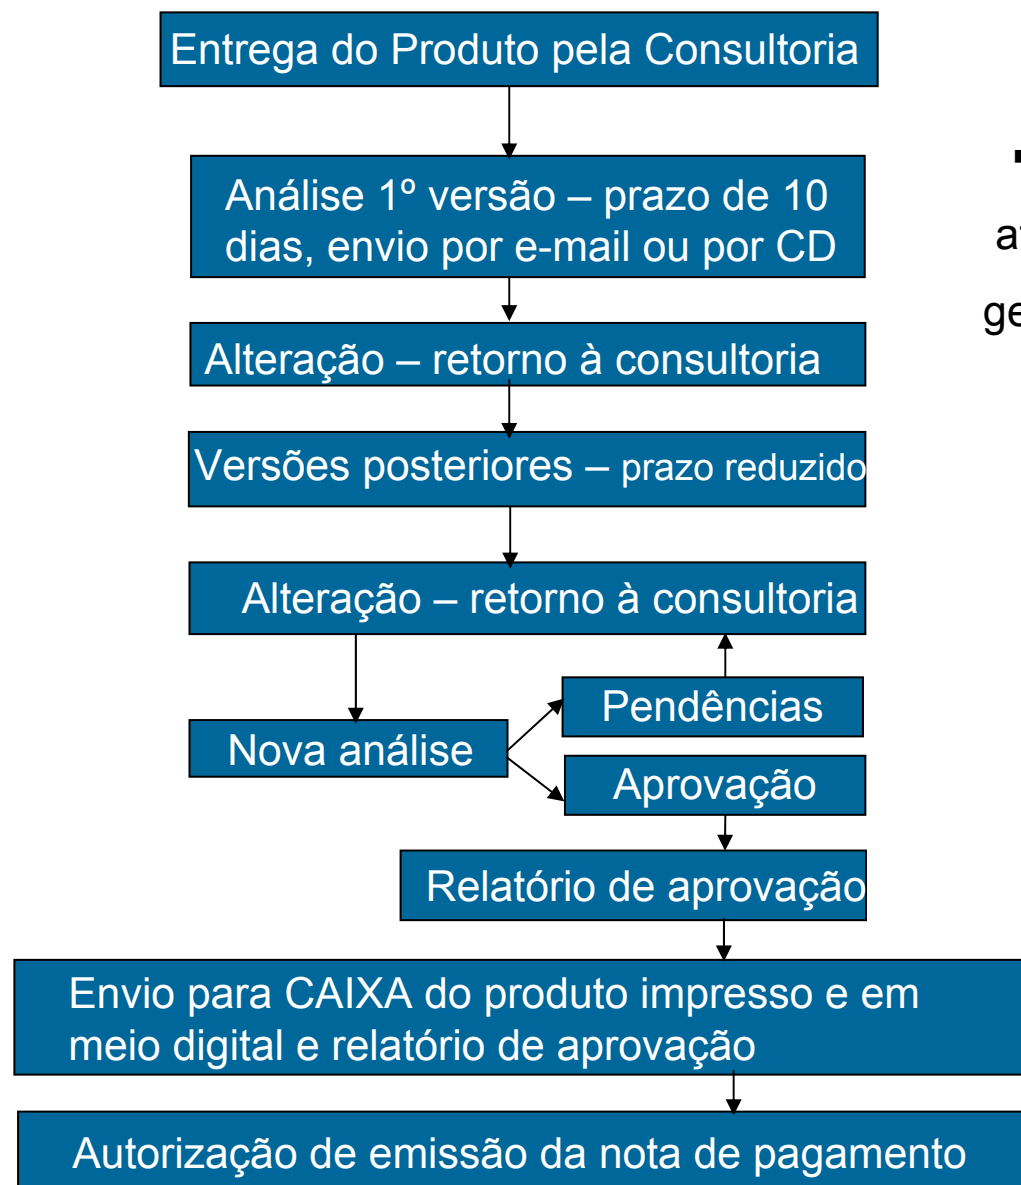 Entrega do Produto pela Consultoria
Análise 1º versão – prazo de 10
dias, envio por e-mail ou por CD
Alteração – retorno à consultoria
Versões posteriores – prazo reduzido
Alteração – retorno à consultoria
Pendências
Nova análise
Aprovação
Relatório de aprovação
Envio para CAIXA do produto impresso e em
meio digital e relatório de aprovação
Autorização de emissão da nota de pagamento